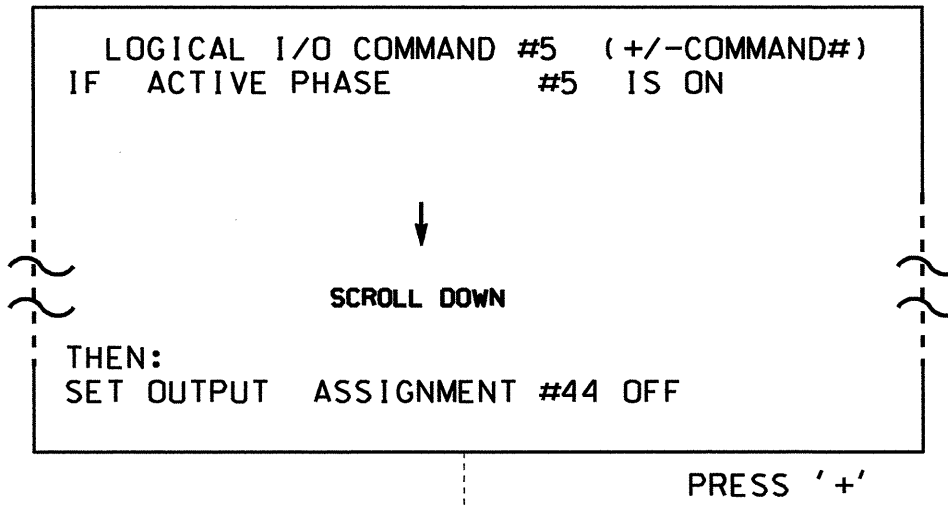 LOGICAL I/O COMMAND #5 (+/-COMMAND#)
IF ACTIVE PHASE #5 IS ON
SCROLL DOWN
THEN:
SET OUTPUT ASSIGNMENT #44 OFF
PRESS '+'